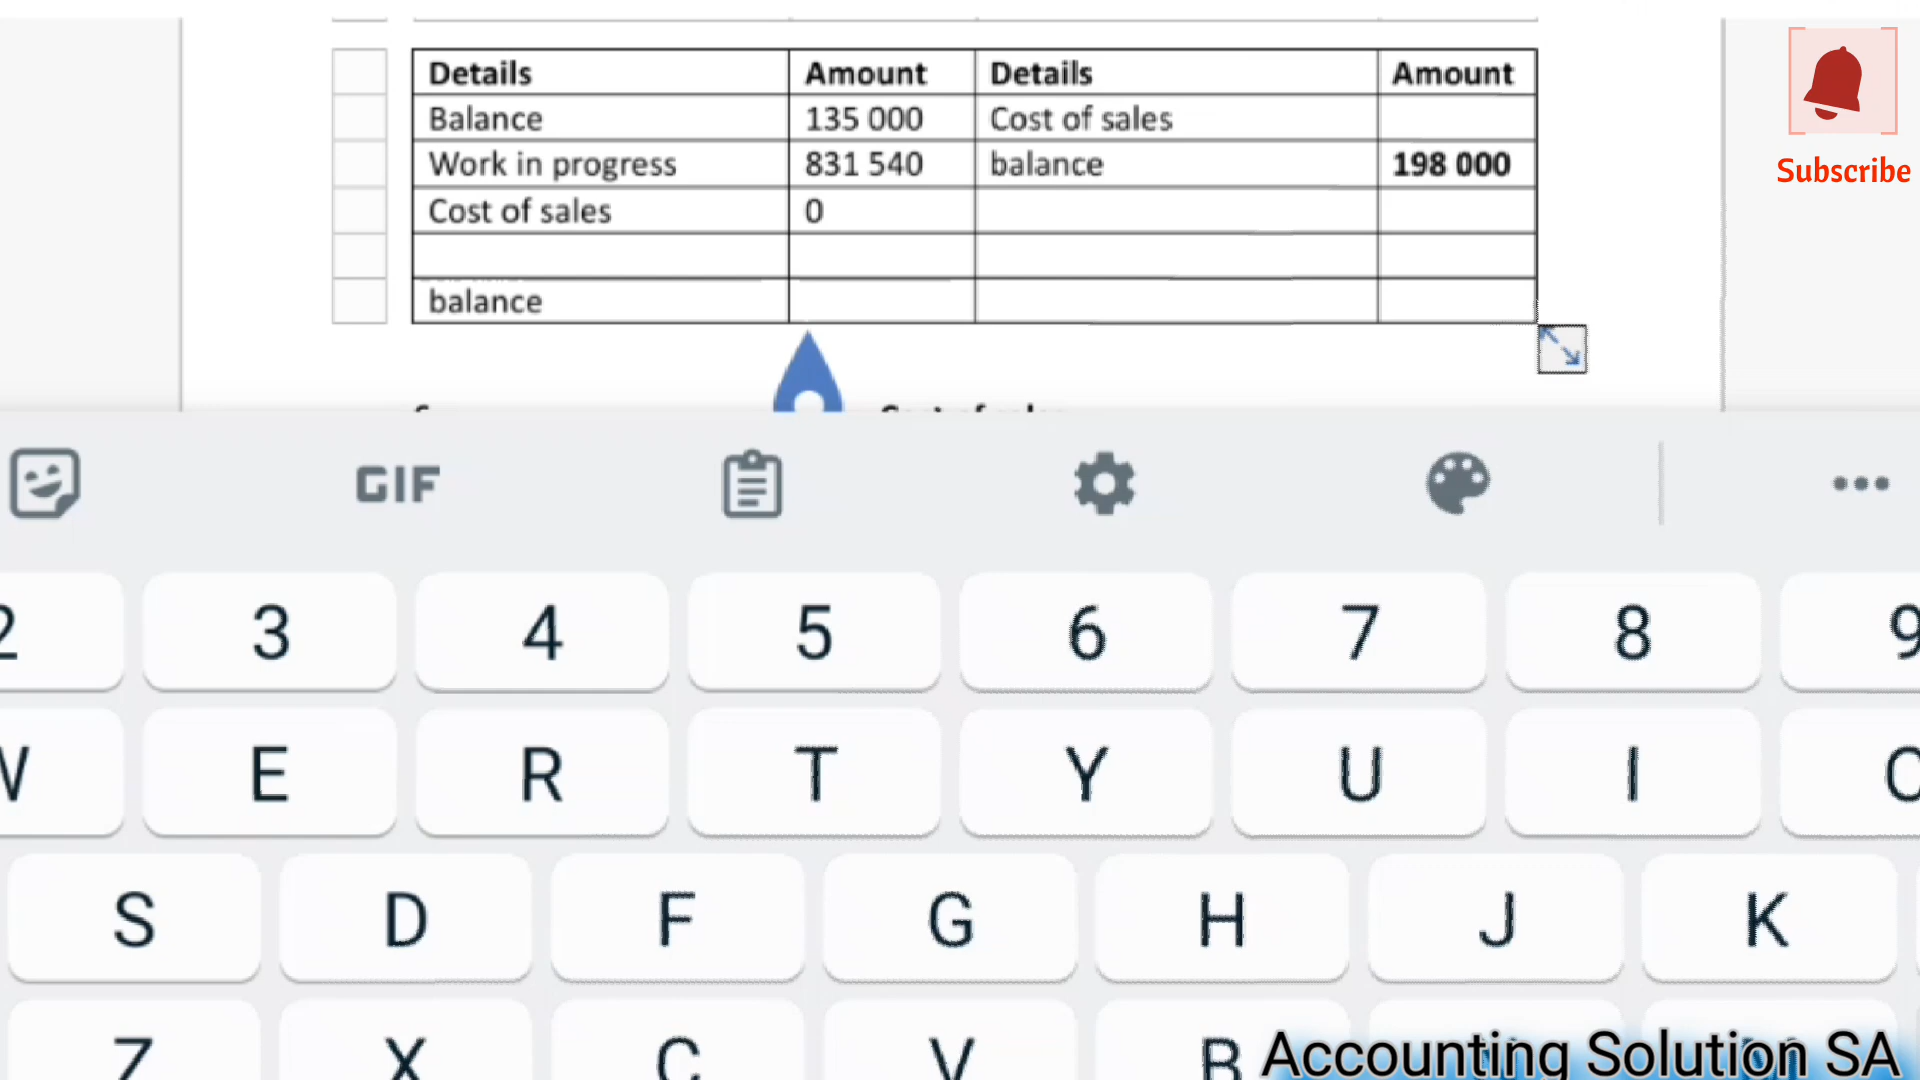 Details Amount Details Amount
Balance 135 000 Cost of sales
Work in progress 831 540 balance 198 000
Cost of sales 0
balance
Subscribe
GIF
2 3 4 5 6 7 8 9
W E R T Y U I O
S D F G H J K
Z X C V B
Accounting Solution SA